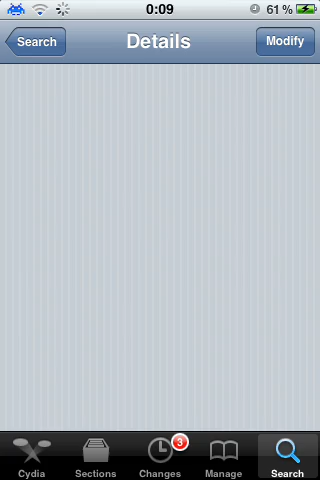 0:09
61 %
Search
Details
Modify
3
Cydia
Sections
Changes
Manage
Search